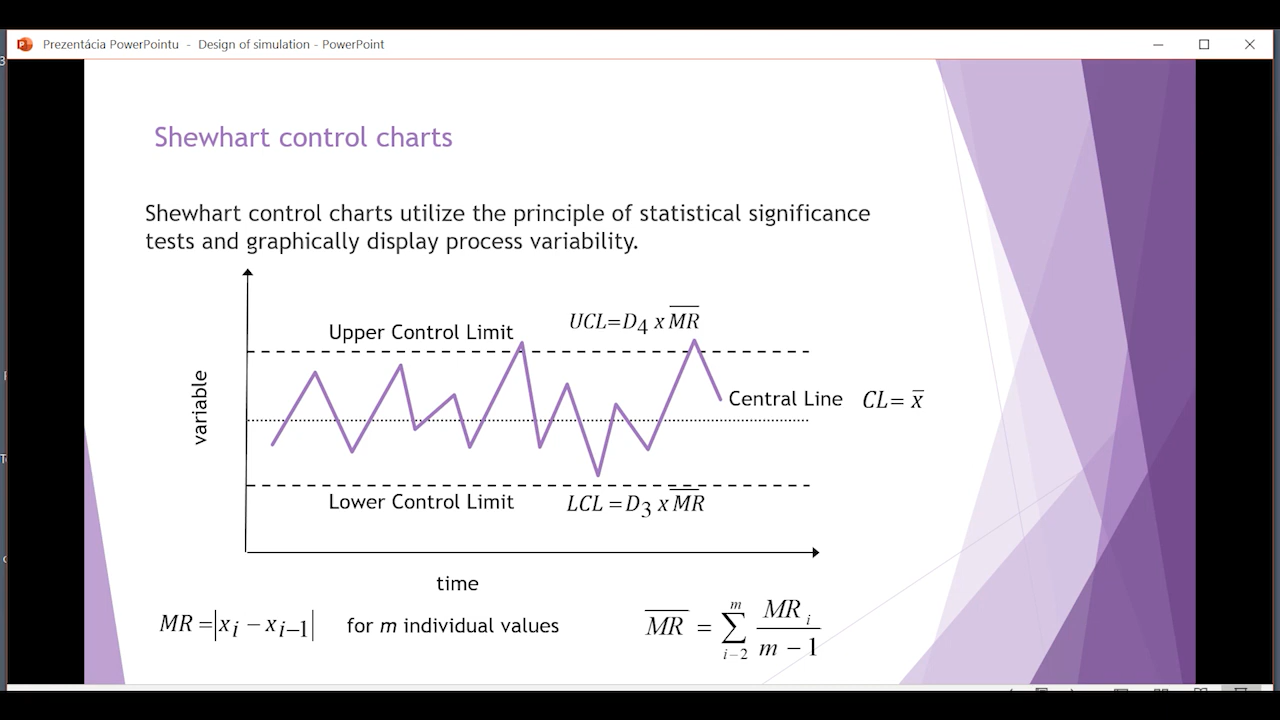 Prezentácia PowerPointu - Design of simulation - PowerPoint
Shewhart control charts
Shewhart control charts utilize the principle of statistical significance
tests and graphically display process variability.
Upper Control Limit
UCL=D4 x MR
variable
Central Line CL= x̅
Lower Control Limit
LCL =D3 x MR
time
MR =|xi − xi−1| for m individual values
MR = m ∑ i−2 MR i / m − 1